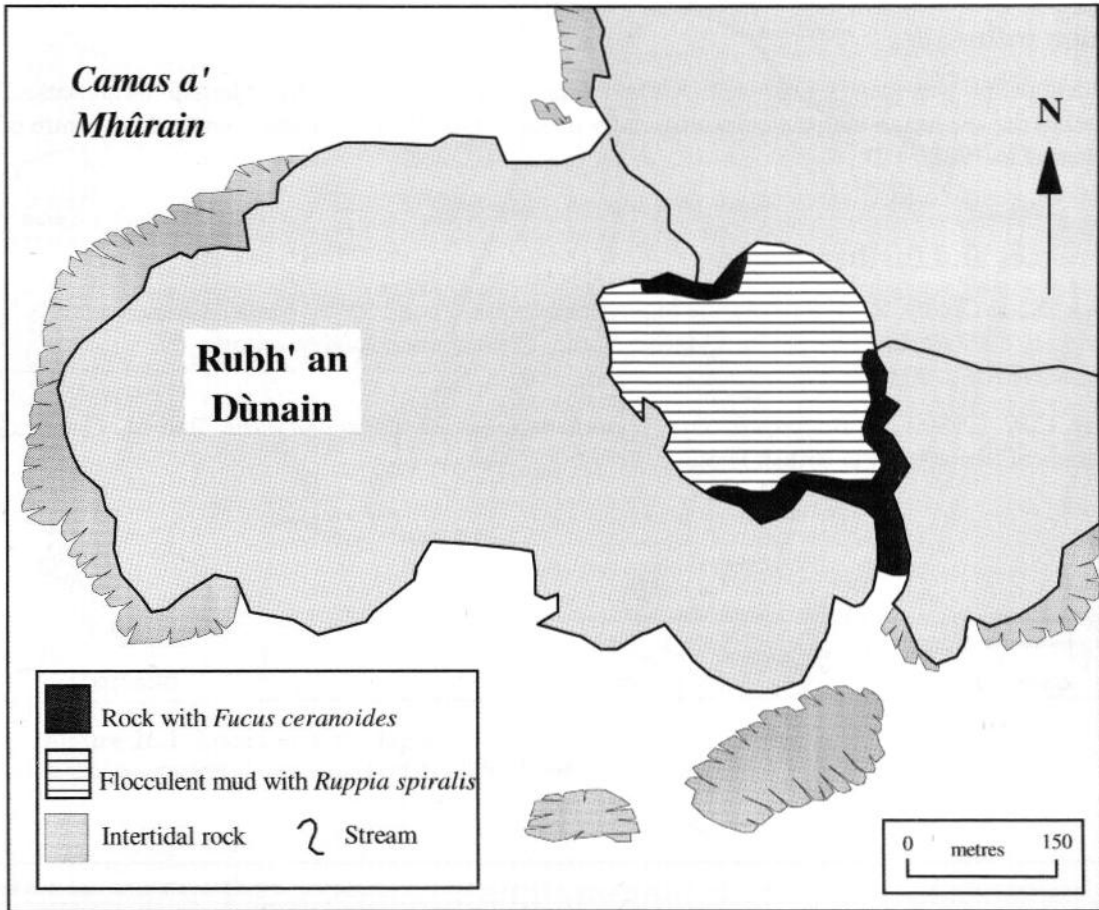 Camas a'
Mhûrain
N
Rubh' an
Dùnain
Rock with Fucus ceranoides
Flocculent mud with Ruppia spiralis
Intertidal rock
Stream
0 metres 150